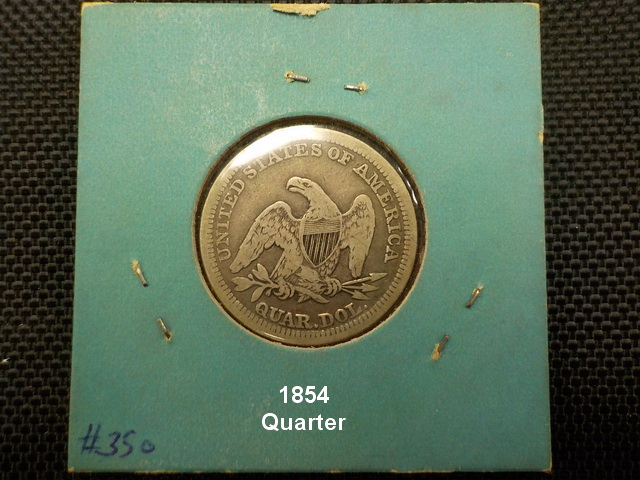 UNITED STATES OF AMERICA
QUAR. DOL.
1854
Quarter
#350